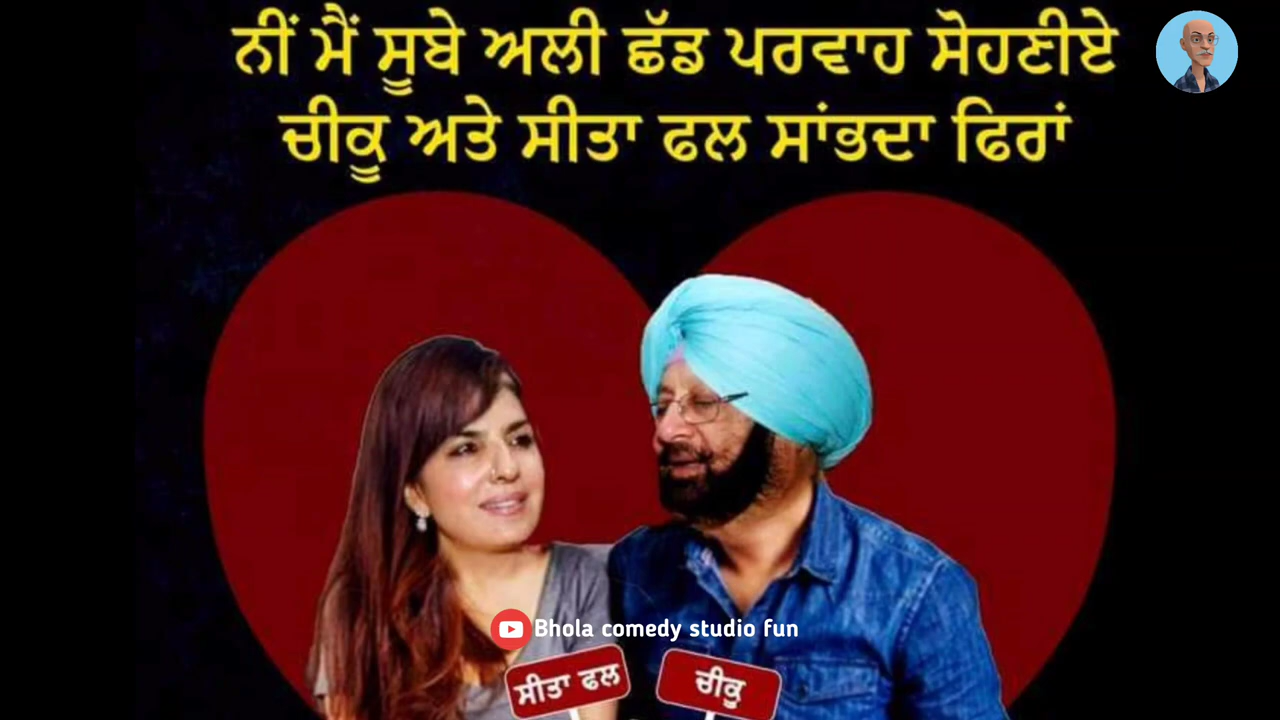 ਨੀਂ ਮੈਂ ਸੂਬੇ ਅਲੀ ਛੱਡ ਪਰਵਾਹ ਸੋਹਣੀਏ
ਚੀਕੂ ਅਤੇ ਸੀਤਾ ਫਲ ਸਾਂਭਦਾ ਫਿਰਾਂ
Bhola comedy studio fun
ਸੀਤਾ ਫਲ
ਚੀਕੂ